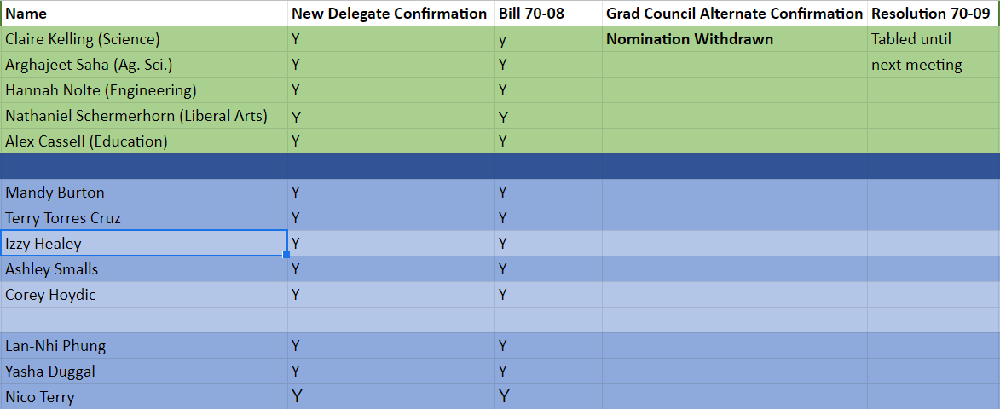 Name New Delegate Confirmation Bill 70-08 Grad Council Alternate Confirmation Resolution 70-09
Claire Kelling (Science) Y y Nomination Withdrawn Tabled until
Arghajeet Saha (Ag. Sci.) Y Y next meeting
Hannah Nolte (Engineering) Y Y
Nathaniel Schermerhorn (Liberal Arts) Y Y
Alex Cassell (Education) Y Y
Mandy Burton Y Y
Terry Torres Cruz Y Y
Izzy Healey Y Y
Ashley Smalls Y Y
Corey Hoydic Y Y
Lan-Nhi Phung Y Y
Yasha Duggal Y Y
Nico Terry Y Y